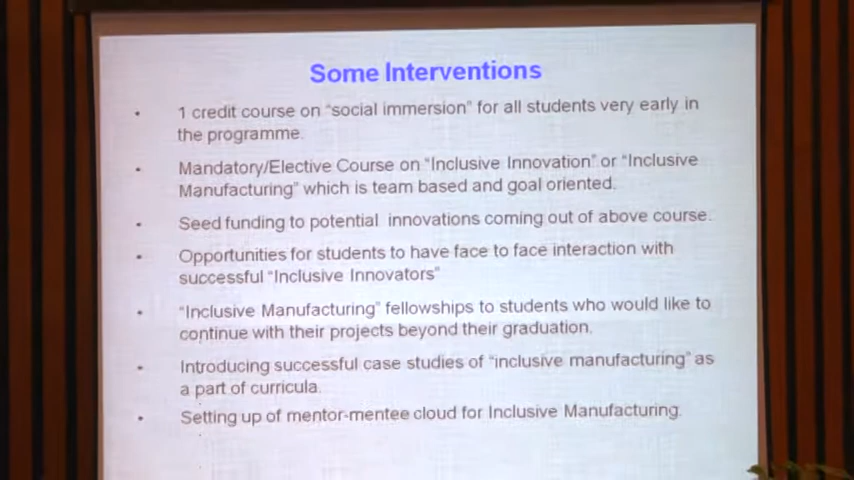 Some Interventions
• 1 credit course on “social immersion” for all students very early in
the programme.
• Mandatory/Elective Course on “Inclusive Innovation” or “Inclusive
Manufacturing” which is team based and goal oriented.
• Seed funding to potential innovations coming out of above course.
• Opportunities for students to have face to face interaction with
successful “Inclusive Innovators”
• “Inclusive Manufacturing” fellowships to students who would like to
continue with their projects beyond their graduation.
• Introducing successful case studies of “inclusive manufacturing” as
a part of curricula.
• Setting up of mentor-mentee cloud for Inclusive Manufacturing.